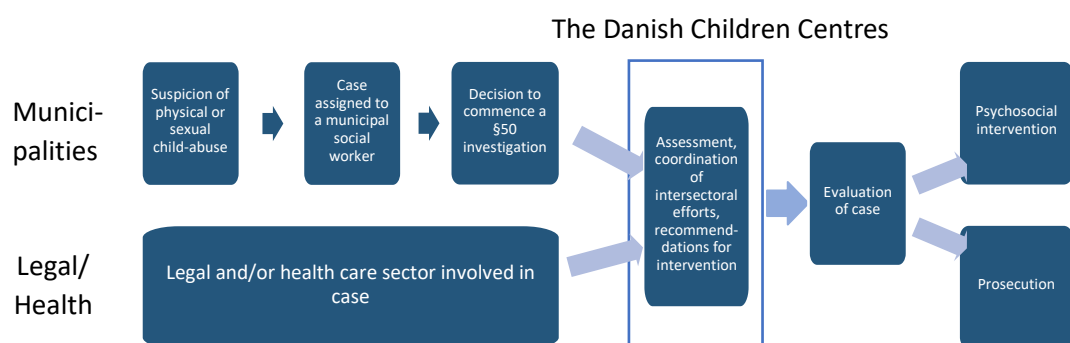 The Danish Children Centres
Munici-
palities
Suspicion of
physical or
sexual
child-abuse
Case
assigned to
a municipal
social
worker
Decision to
commence a
§50
investigation
Assessment,
coordination
of
intersectoral
efforts,
recommend-
dations for
intervention
Evaluation
of case
Psychosocial
intervention
Legal/
Health
Legal and/or health care sector involved in
case
Prosecution